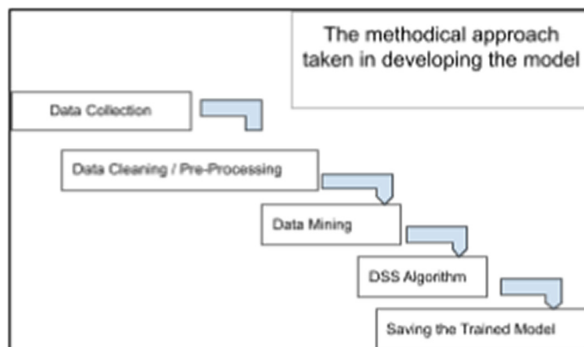 The methodical approach
taken in developing the model
Data Collection
Data Cleaning / Pre-Processing
Data Mining
DSS Algorithm
Saving the Trained Model